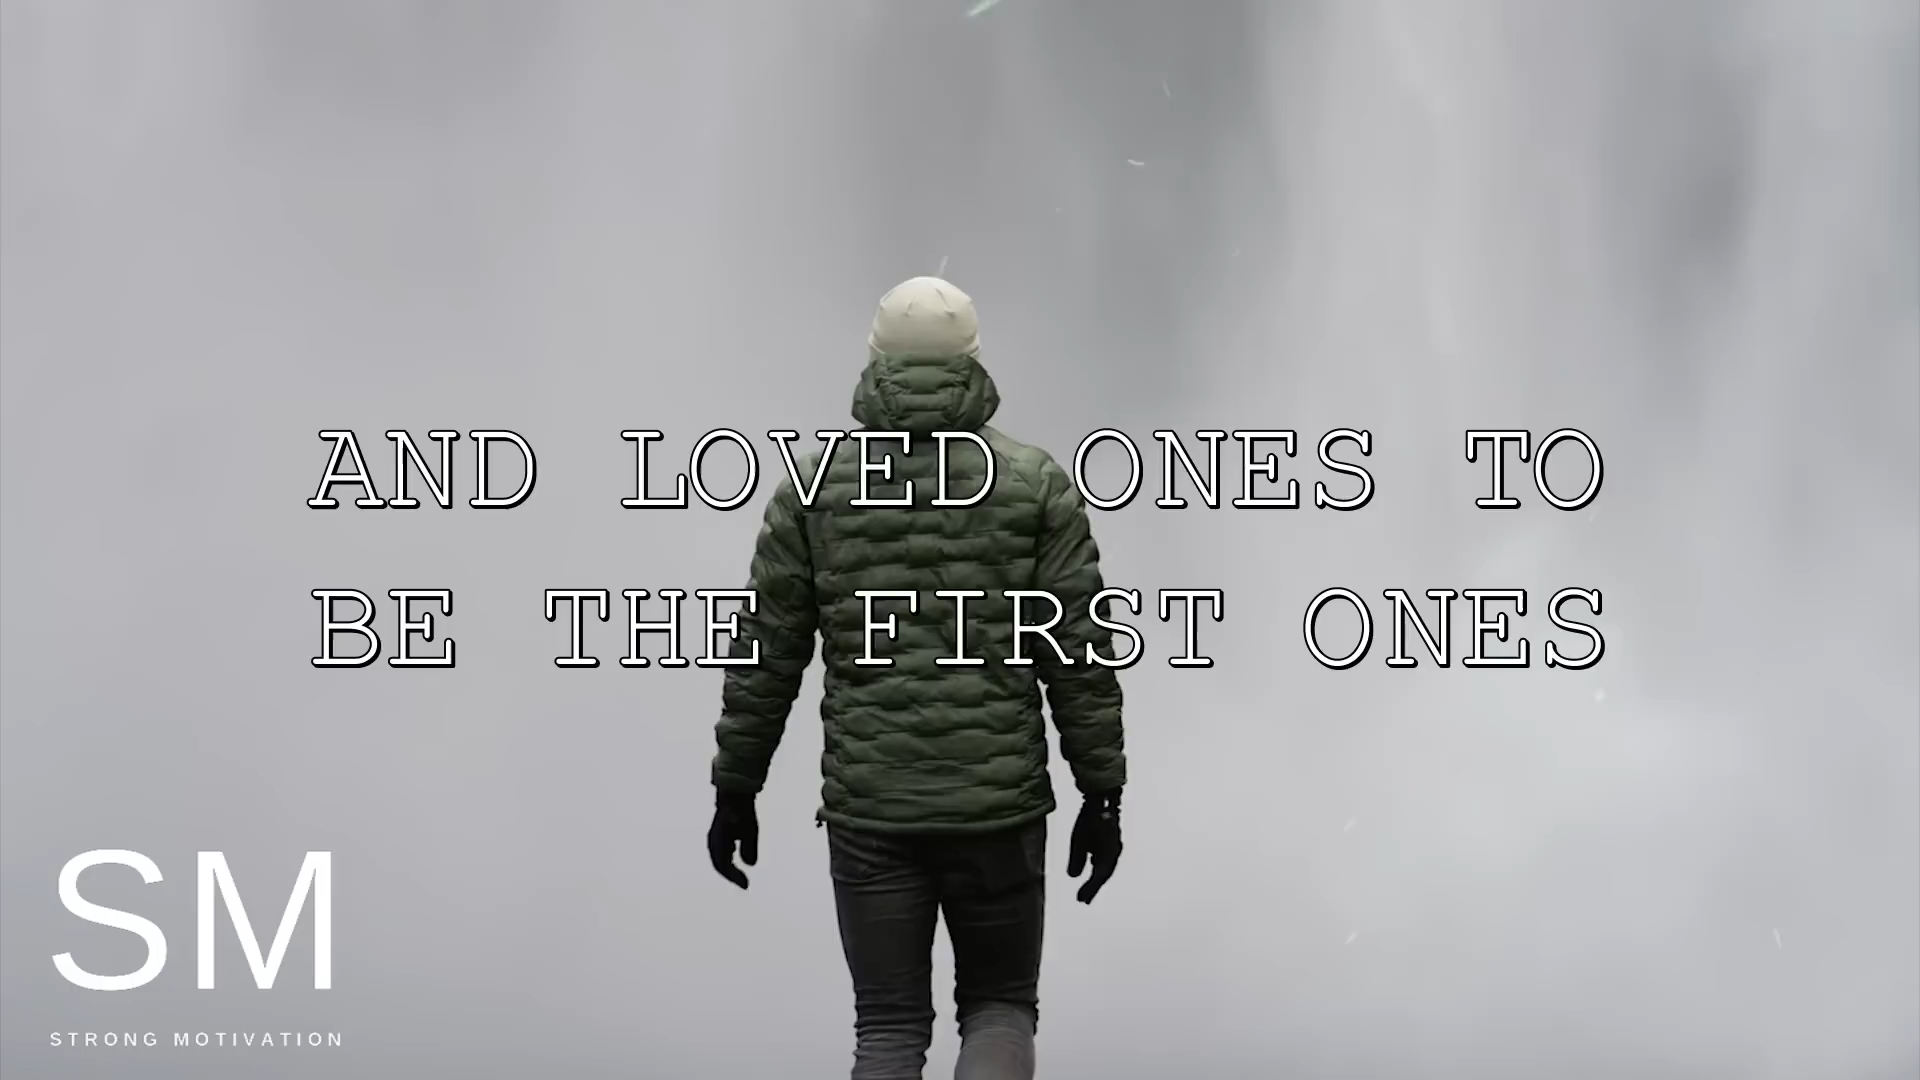 AND LOVED ONES TO
BE THE FIRST ONES
SM
STRONG MOTIVATION